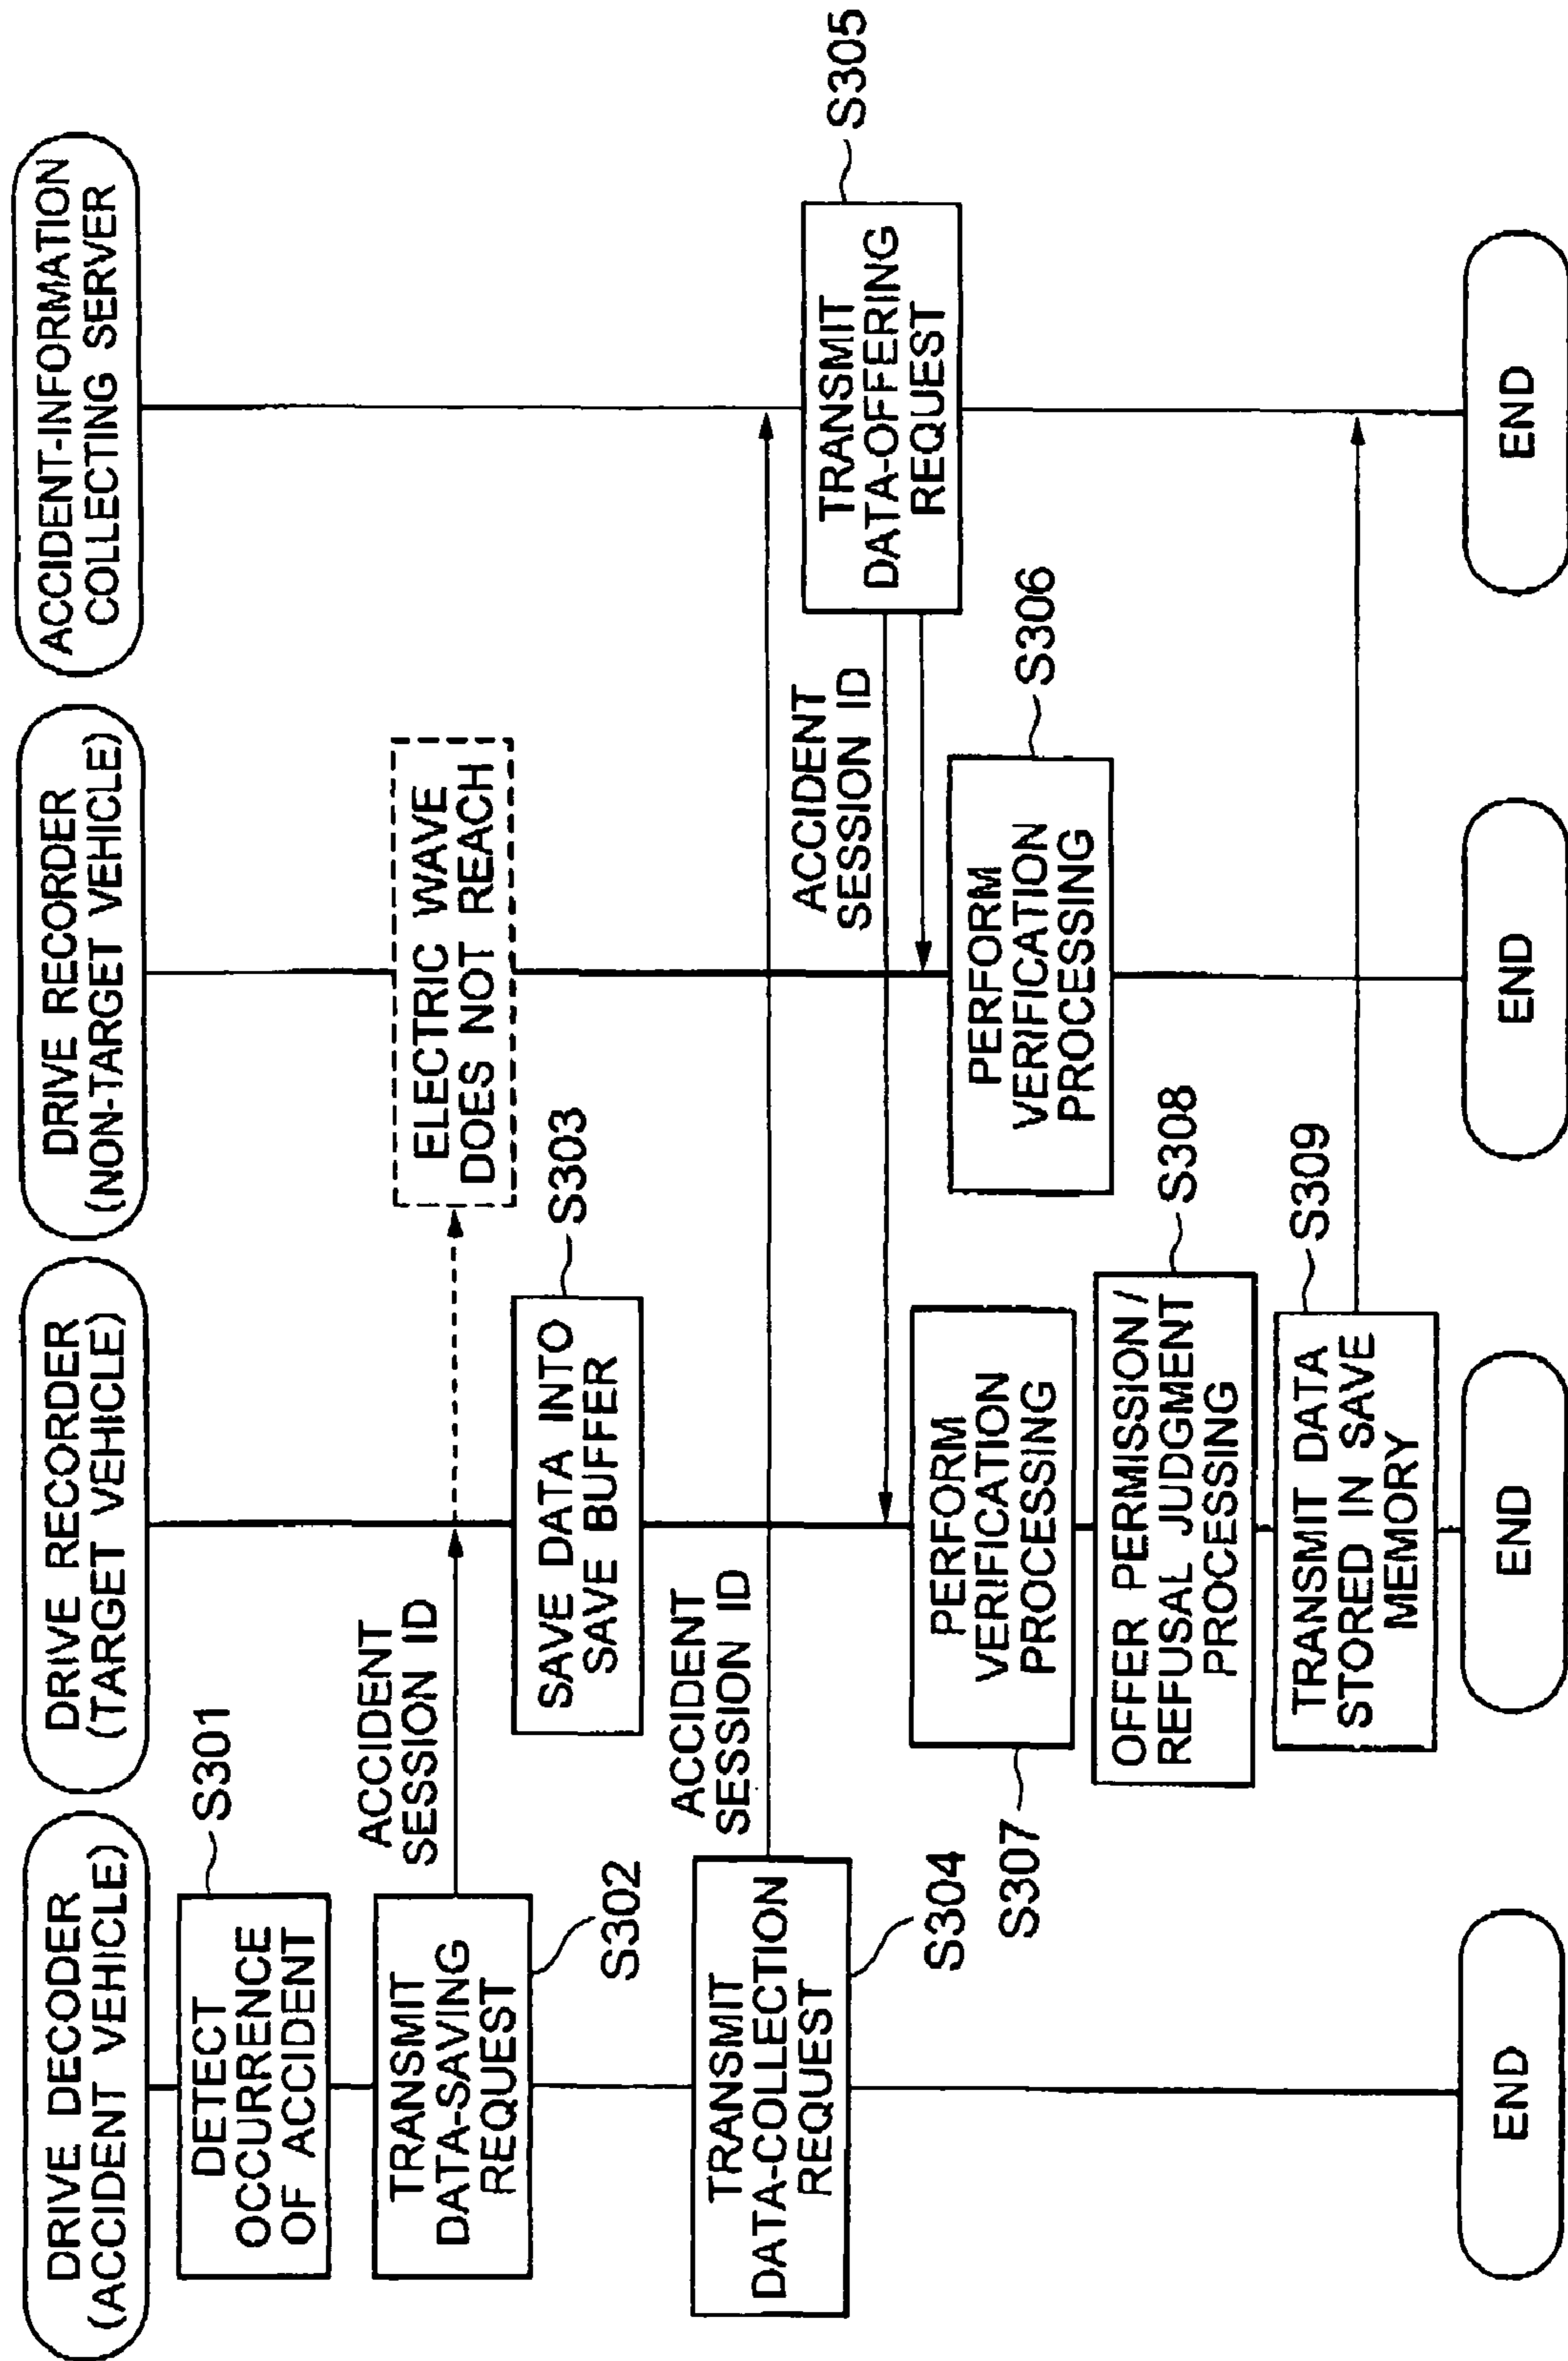 DRIVE DECODER
(ACCIDENT VEHICLE)
DRIVE RECORDER
(TARGET VEHICLE)
DRIVE RECORDER
(NON-TARGET VEHICLE)
ACCIDENT-INFORMATION
COLLECTING SERVER
S301
DETECT
OCCURRENCE
OF ACCIDENT
TRANSMIT
DATA-SAVING
REQUEST
S302
ACCIDENT
SESSION ID
ELECTRIC WAVE
DOES NOT REACH
S303
SAVE DATA INTO
SAVE BUFFER
TRANSMIT
DATA-COLLECTION
REQUEST
S304
ACCIDENT
SESSION ID
S305
TRANSMIT
DATA-OFFERING
REQUEST
ACCIDENT
SESSION ID
S306
PERFORM
VERIFICATION
PROCESSING
PERFORM
VERIFICATION
PROCESSING
S307
S308
OFFER PERMISSION /
REFUSAL JUDGMENT
PROCESSING
S309
TRANSMIT DATA
STORED IN SAVE
MEMORY
END
END
END
END